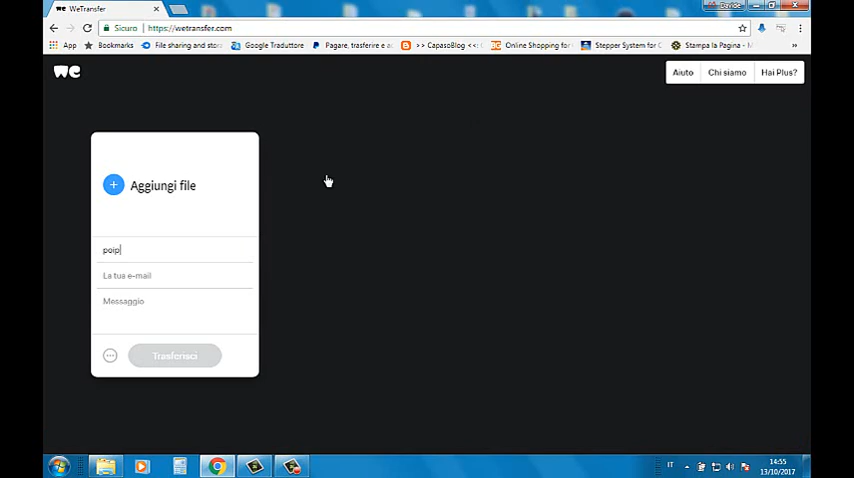 WeTransfer
Davide
Sicuro
https://wetransfer.com
App
Bookmarks
File sharing and stor
Google Traduttore
Pagare, trasferire e a
>> CapasoBlog <<:
Online Shopping for
Stepper System for C
Stampa la Pagina - M
we
Aiuto
Chi siamo
Hai Plus?
Aggiungi file
poip
La tua e-mail
Messaggio
Trasferisci
IT
14:55
13/10/2017